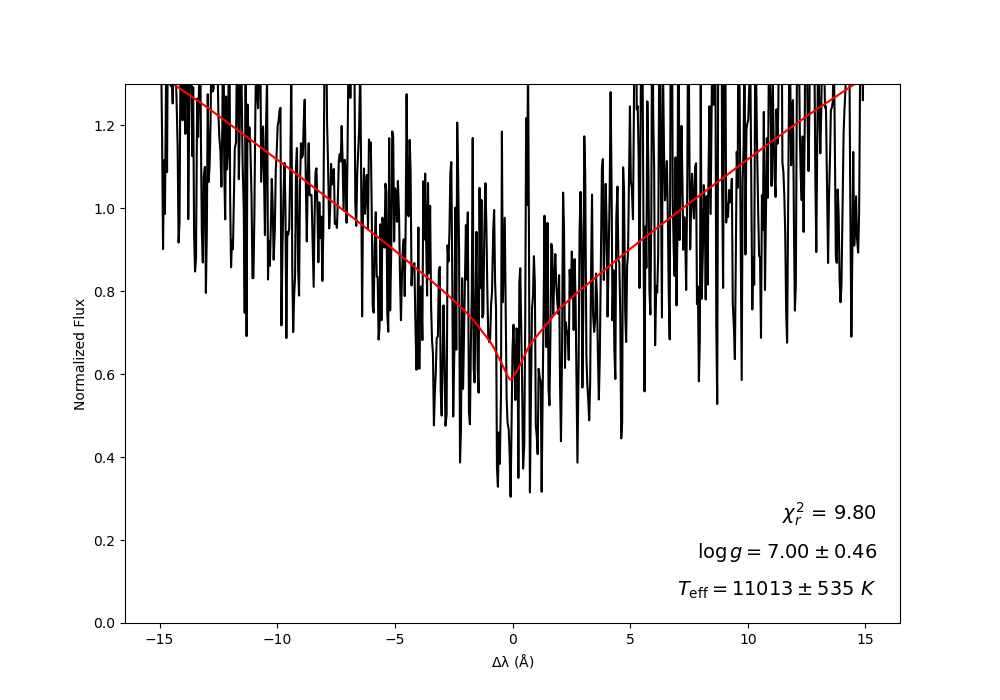 1.2
1.0
0.8
0.6
0.4
0.2
0.0
Normalized Flux
χ²ᵣ = 9.80
log g = 7.00 ± 0.46
T_eff = 11013 ± 535 K
−15 −10 −5 0 5 10 15
Δλ (Å)